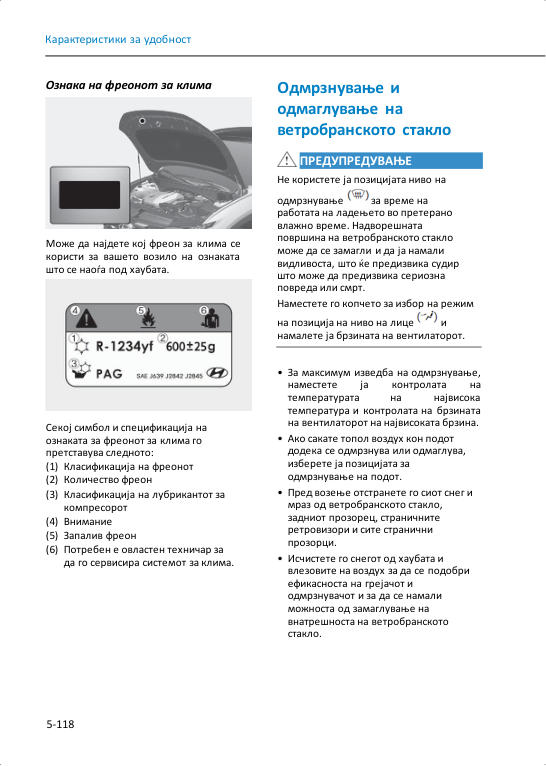 Карактеристики за удобност
Ознака на фреонот за клима
Може да најдете кој фреон за клима се
користи за вашето возило на ознаката
што се наоѓа под хаубата.
4 5 6
1 R-1234yf 2 600±25g
3 PAG SAE J639 J2842 J2845
Секој симбол и спецификација на
ознаката за фреонот за клима го
претставува следното:
(1) Класификација на фреонот
(2) Количество фреон
(3) Класификација на лубрикантот за
компресорот
(4) Внимание
(5) Запалив фреон
(6) Потребен е овластен техничар за
да го сервисира системот за клима.
Одмрзнување и
одмаглување на
ветробранското стакло
ПРЕДУПРЕДУВАЊЕ
Не користете ја позицијата ниво на
одмрзнување ( ) за време на
работата на ладењето во претерано
влажно време. Надворешната
површина на ветробранското стакло
може да се замагли и да ја намали
видливоста, што ќе предизвика судир
што може да предизвика сериозна
повреда или смрт.
Наместете го копчето за избор на режим
на позиција на ниво на лице ( ) и
намалете ја брзината на вентилаторот.
• За максимум изведба на одмрзнување,
наместете ја контролата на
температурата на највисока
температура и контролата на брзината
на вентилаторот на највисоката брзина.
• Ако сакате топол воздух кон подот
додека се одмрзнува или одмаглува,
изберете ја позицијата за
одмрзнување на подот.
• Пред возење отстранете го сиот снег и
мраз од ветробранското стакло,
задниот прозорец, страничните
ретровизори и сите странични
прозорци.
• Исчистете го снегот од хаубата и
влезовите на воздух за да се подобри
ефикасноста на грејачот и
одмрзнувачот и за да се намали
можноста од замаглување на
внатрешноста на ветробранското
стакло.
5-118